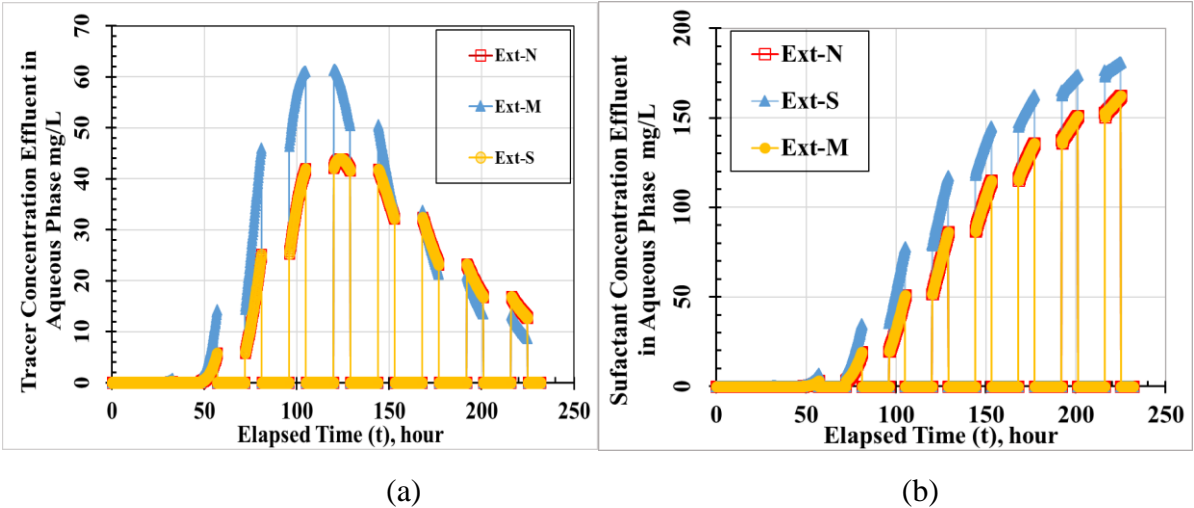 Tracer Concentration Effluent in
Aqueous Phase mg/L
70
60
50
40
30
20
10
0
Ext-N
Ext-M
Ext-S
0 50 100 150 200 250
Elapsed Time (t), hour
(a)
Sufactant Concentration Effluent
in Aqueous Phase mg/L
200
150
100
50
0
Ext-N
Ext-S
Ext-M
0 50 100 150 200 250
Elapsed Time (t), hour
(b)